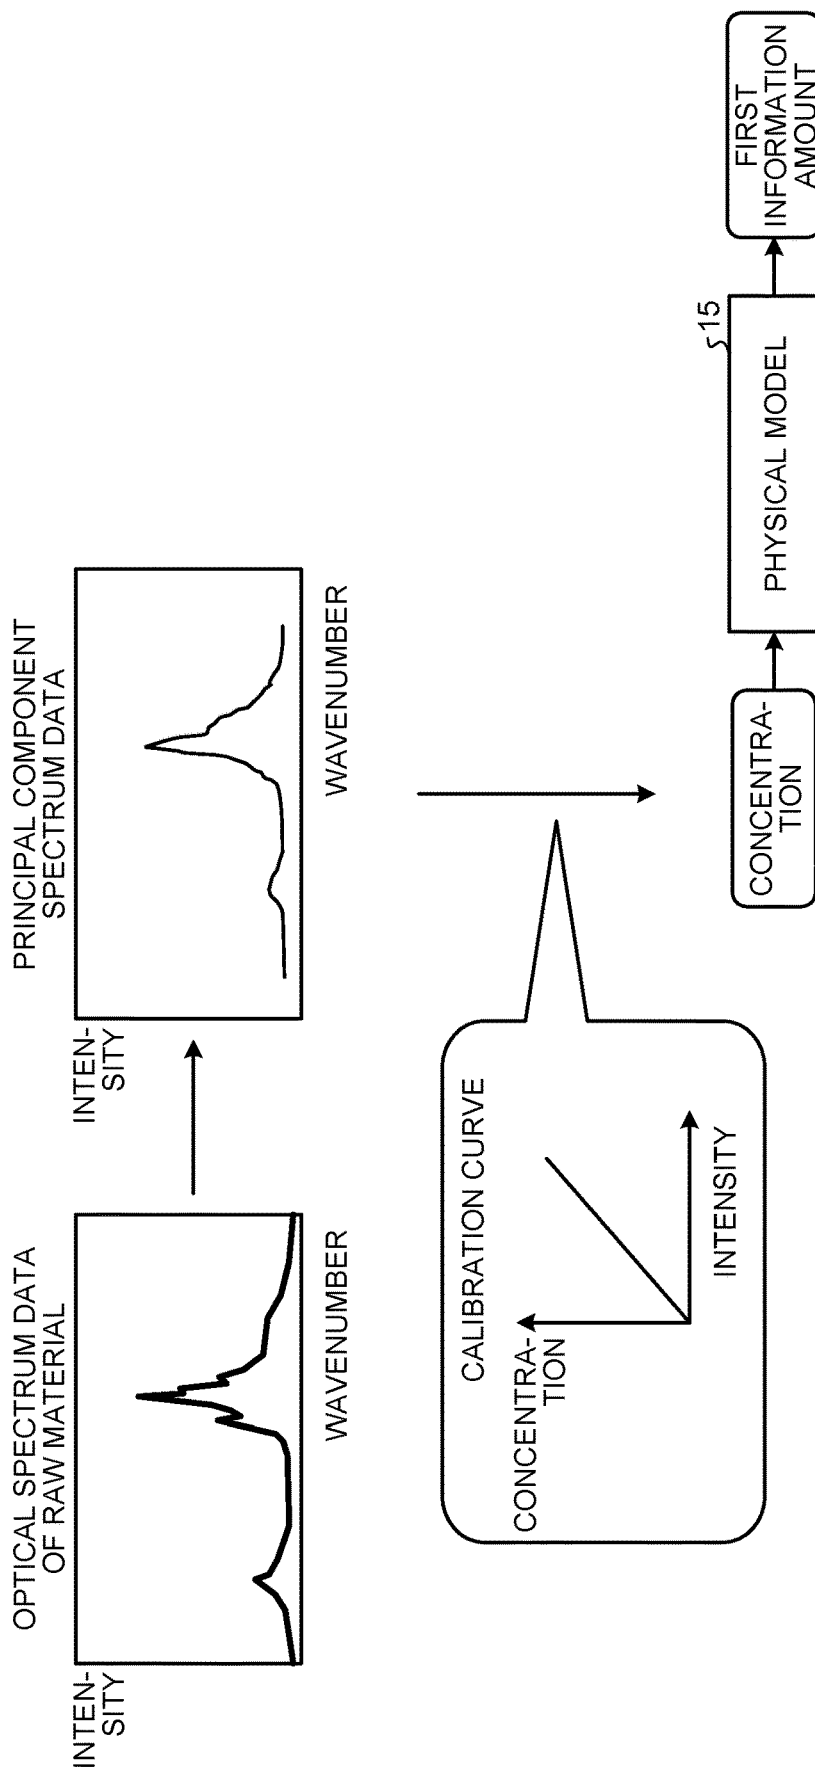 OPTICAL SPECTRUM DATA
OF RAW MATERIAL
INTEN-
SITY
WAVENUMBER
PRINCIPAL COMPONENT
SPECTRUM DATA
INTEN-
SITY
WAVENUMBER
CALIBRATION CURVE
CONCENTRA-
TION
INTENSITY
CONCENTRA-
TION
15
PHYSICAL MODEL
FIRST
INFORMATION
AMOUNT